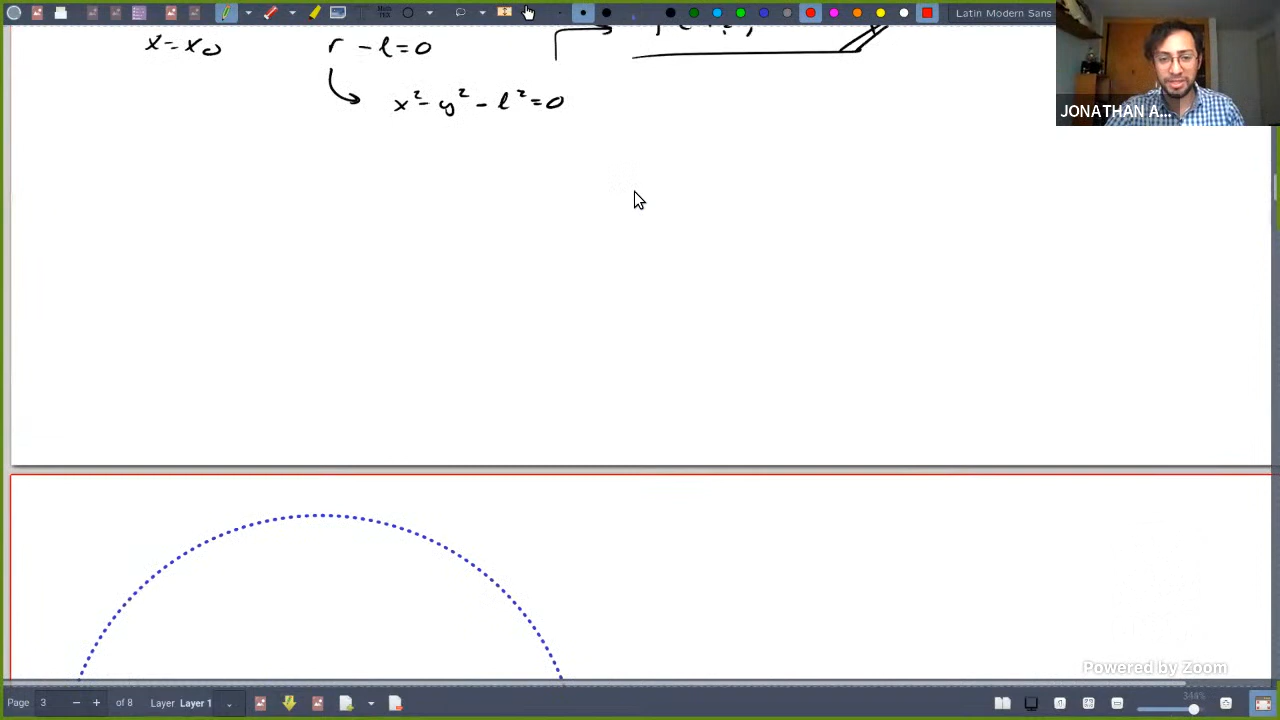 Latin Modern Sans
x = x₀
r - l = 0
x² - y² - l² = 0
JONATHAN A...
Powered by Zoom
Page 3 of 8 Layer Layer 1
344%